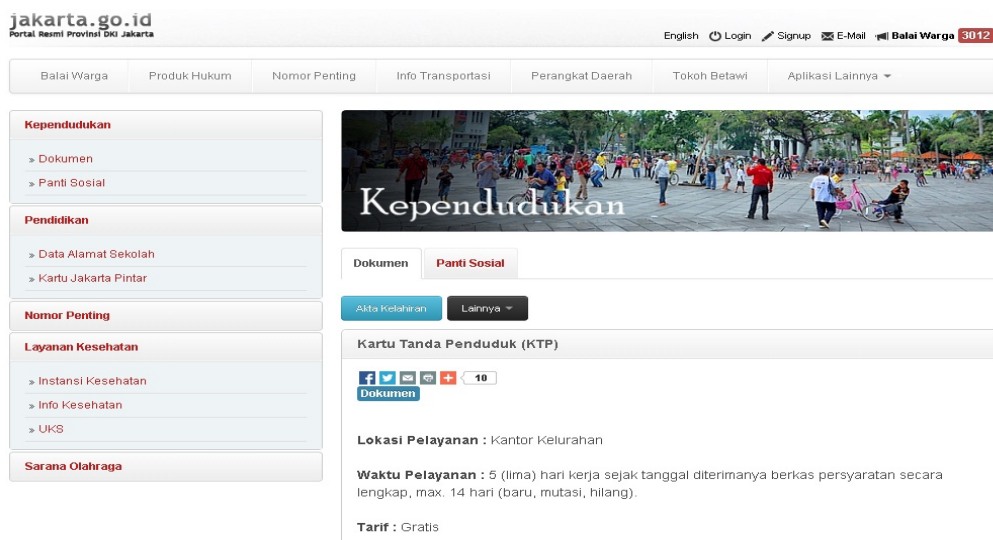 jakarta.go.id
Portal Resmi Provinsi DKI Jakarta
English Login Signup E-Mail Balai Warga 3012
Balai Warga Produk Hukum Nomor Penting Info Transportasi Perangkat Daerah Tokoh Betawi Aplikasi Lainnya
Kependudukan
» Dokumen
» Panti Sosial
Pendidikan
» Data Alamat Sekolah
» Kartu Jakarta Pintar
Nomor Penting
Layanan Kesehatan
» Instansi Kesehatan
» Info Kesehatan
» UKS
Sarana Olahraga
Kependudukan
Dokumen Panti Sosial
Akta Kelahiran Lainnya
Kartu Tanda Penduduk (KTP)
10
Dokumen
Lokasi Pelayanan : Kantor Kelurahan
Waktu Pelayanan : 5 (lima) hari kerja sejak tanggal diterimanya berkas persyaratan secara
lengkap, max. 14 hari (baru, mutasi, hilang).
Tarif : Gratis